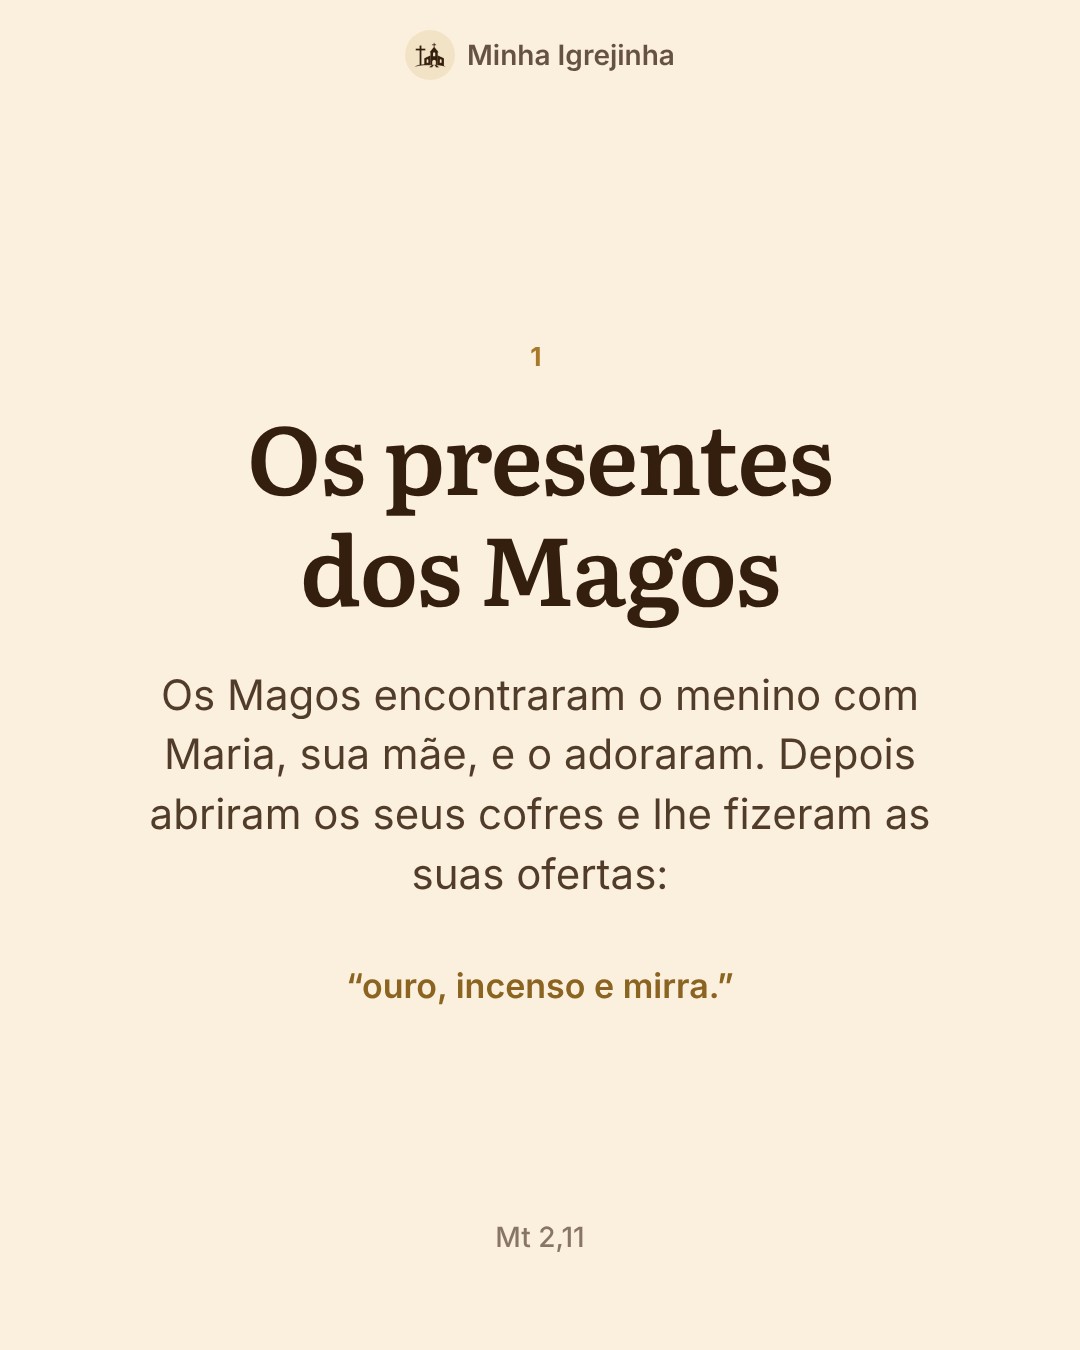 Minha Igrejinha
1
Os presentes
dos Magos
Os Magos encontraram o menino com
Maria, sua mãe, e o adoraram. Depois
abriram os seus cofres e lhe fizeram as
suas ofertas:
“ouro, incenso e mirra.”
Mt 2,11